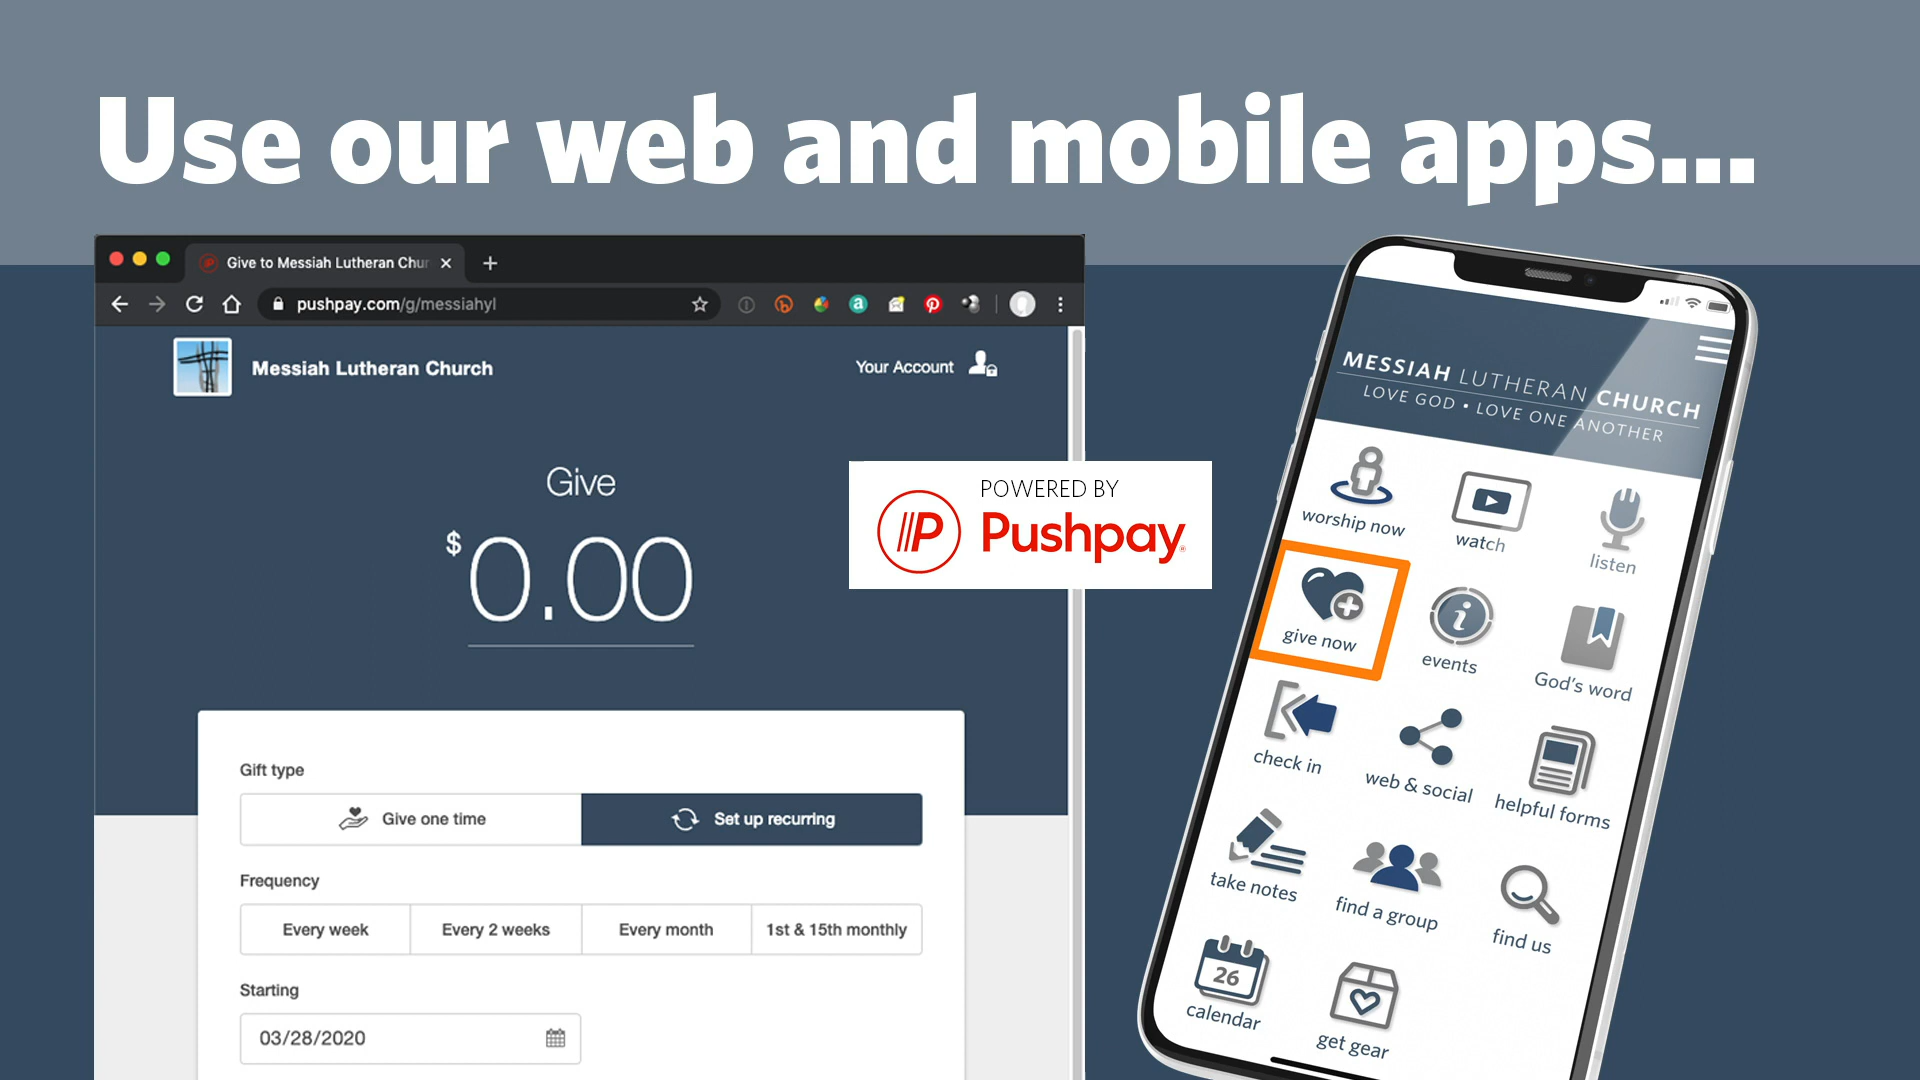 Use our web and mobile apps...
Give to Messiah Lutheran Chur
pushpay.com/g/messiahyl
Messiah Lutheran Church
Your Account
Give
$0.00
Gift type
Give one time
Set up recurring
Frequency
Every week
Every 2 weeks
Every month
1st & 15th monthly
Starting
03/28/2020
POWERED BY
Pushpay
MESSIAH LUTHERAN CHURCH
LOVE GOD • LOVE ONE ANOTHER
worship now
watch
listen
give now
events
God's word
check in
web & social
helpful forms
take notes
find a group
find us
26
calendar
get gear